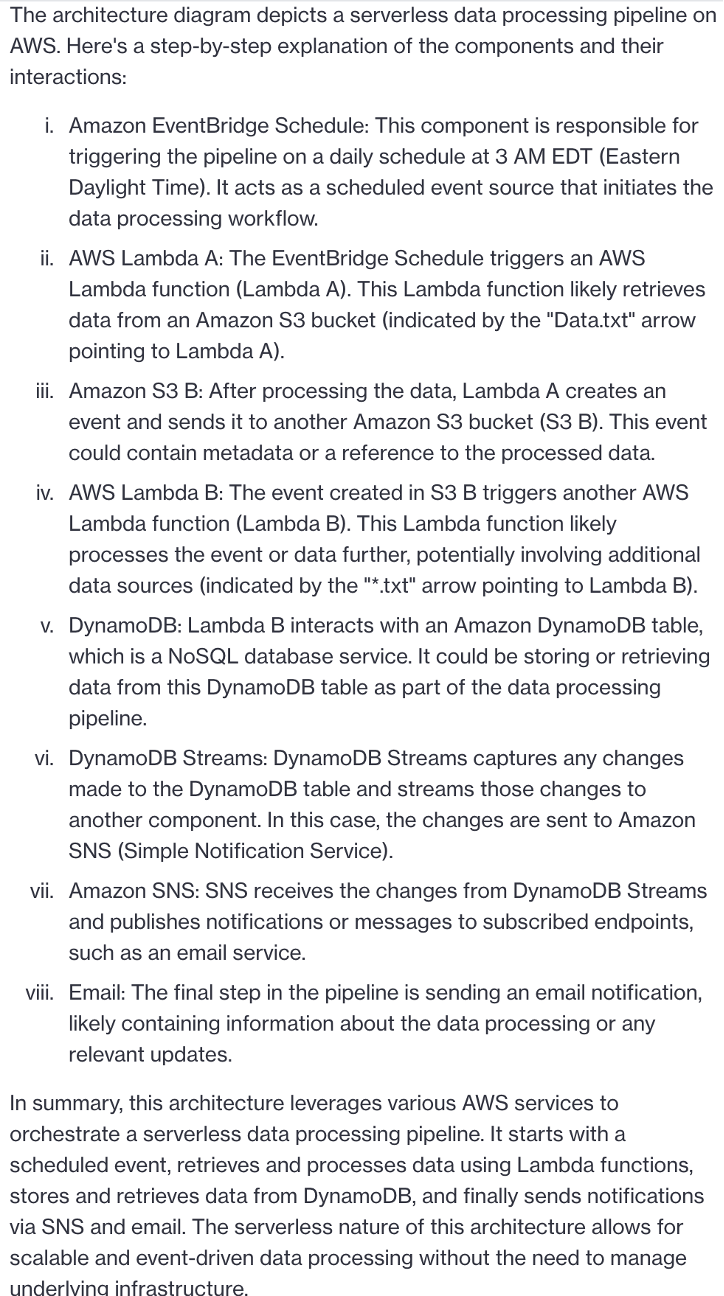 The architecture diagram depicts a serverless data processing pipeline on
AWS. Here's a step-by-step explanation of the components and their
interactions:
i. Amazon EventBridge Schedule: This component is responsible for
triggering the pipeline on a daily schedule at 3 AM EDT (Eastern
Daylight Time). It acts as a scheduled event source that initiates the
data processing workflow.
ii. AWS Lambda A: The EventBridge Schedule triggers an AWS
Lambda function (Lambda A). This Lambda function likely retrieves
data from an Amazon S3 bucket (indicated by the "Data.txt" arrow
pointing to Lambda A).
iii. Amazon S3 B: After processing the data, Lambda A creates an
event and sends it to another Amazon S3 bucket (S3 B). This event
could contain metadata or a reference to the processed data.
iv. AWS Lambda B: The event created in S3 B triggers another AWS
Lambda function (Lambda B). This Lambda function likely
processes the event or data further, potentially involving additional
data sources (indicated by the "*.txt" arrow pointing to Lambda B).
v. DynamoDB: Lambda B interacts with an Amazon DynamoDB table,
which is a NoSQL database service. It could be storing or retrieving
data from this DynamoDB table as part of the data processing
pipeline.
vi. DynamoDB Streams: DynamoDB Streams captures any changes
made to the DynamoDB table and streams those changes to
another component. In this case, the changes are sent to Amazon
SNS (Simple Notification Service).
vii. Amazon SNS: SNS receives the changes from DynamoDB Streams
and publishes notifications or messages to subscribed endpoints,
such as an email service.
viii. Email: The final step in the pipeline is sending an email notification,
likely containing information about the data processing or any
relevant updates.
In summary, this architecture leverages various AWS services to
orchestrate a serverless data processing pipeline. It starts with a
scheduled event, retrieves and processes data using Lambda functions,
stores and retrieves data from DynamoDB, and finally sends notifications
via SNS and email. The serverless nature of this architecture allows for
scalable and event-driven data processing without the need to manage
underlying infrastructure.